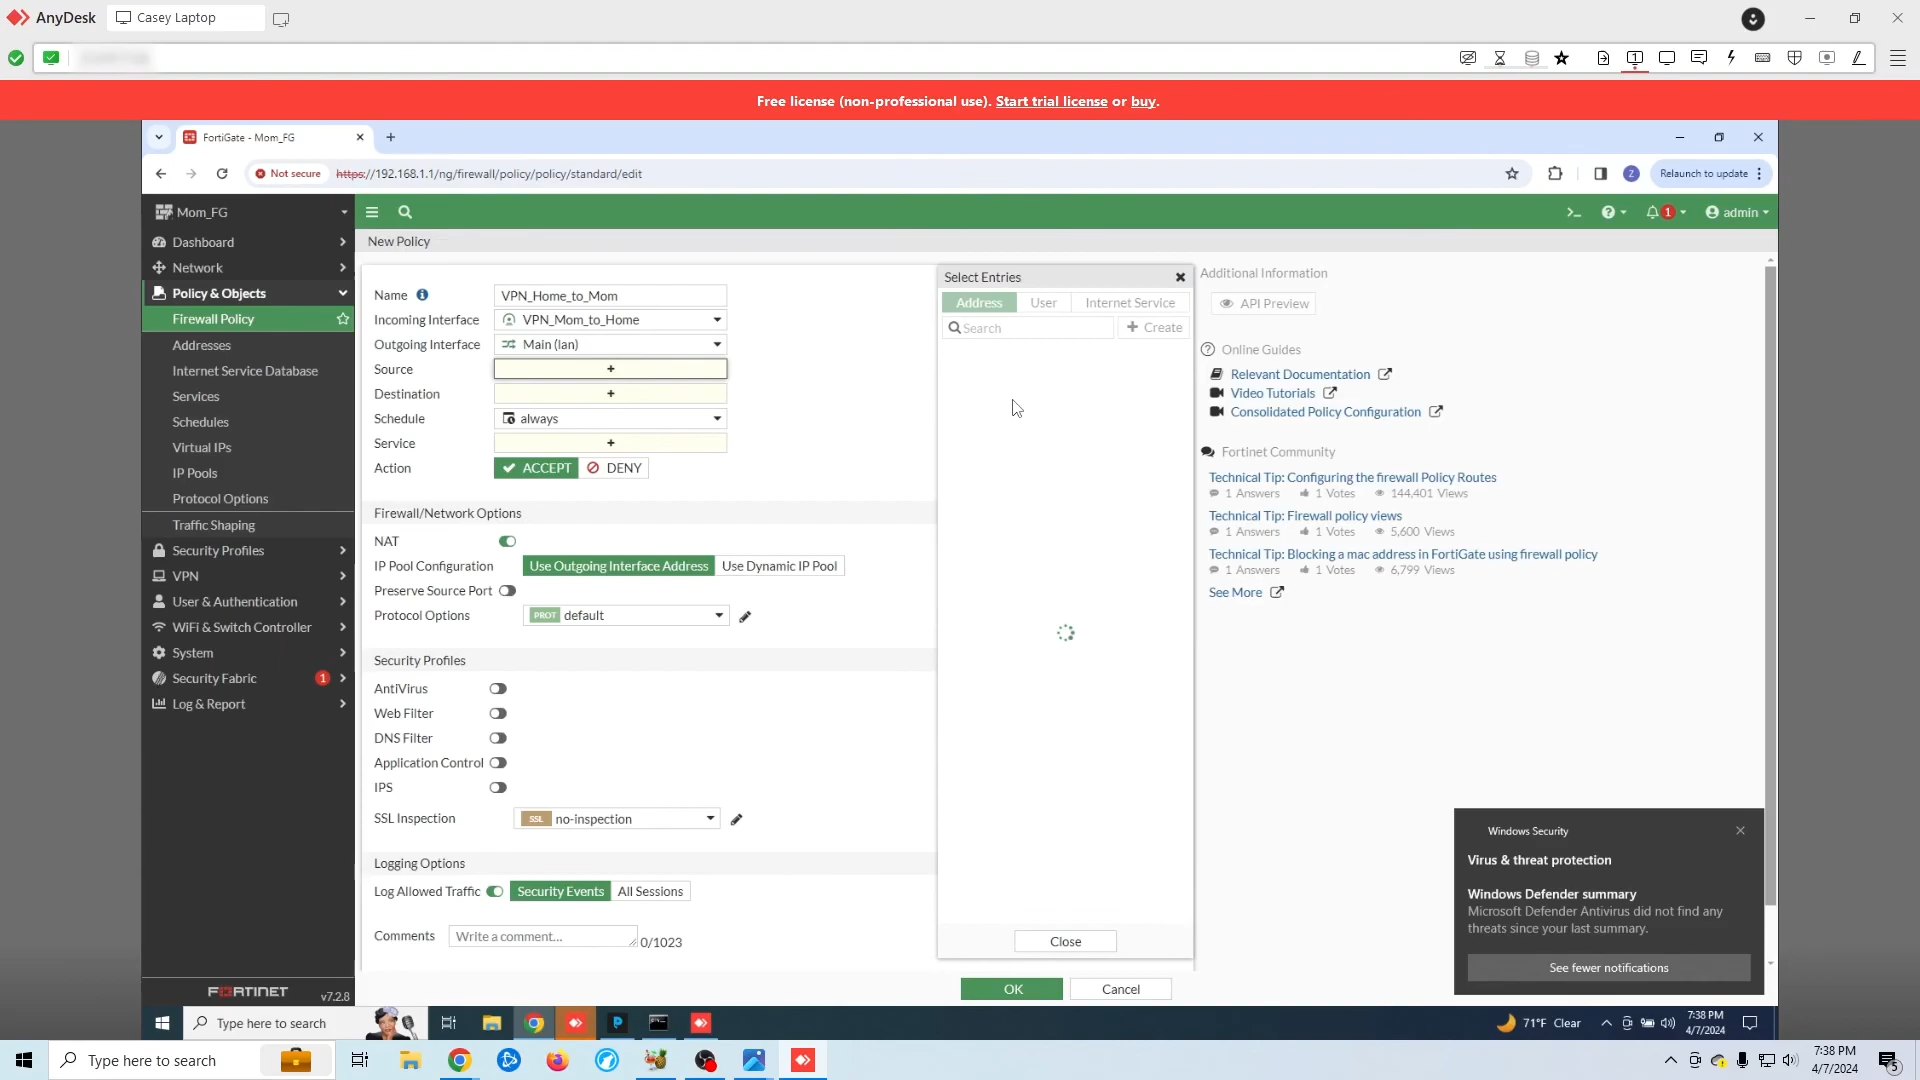 AnyDesk
Casey Laptop
Free license (non-professional use). Start trial license or buy.
FortiGate - Mom_FG
Not secure
https://192.168.1.1/ng/firewall/policy/policy/standard/edit
Z
Relaunch to update
Mom_FG
>_
1
admin
Dashboard
Network
Policy & Objects
Firewall Policy
Addresses
Internet Service Database
Services
Schedules
Virtual IPs
IP Pools
Protocol Options
Traffic Shaping
Security Profiles
VPN
User & Authentication
WiFi & Switch Controller
System
Security Fabric
1
Log & Report
FORTINET
v7.2.8
New Policy
Name
VPN_Home_to_Mom
Incoming Interface
VPN_Mom_to_Home
Outgoing Interface
Main (lan)
Source
+
Destination
+
Schedule
always
Service
+
Action
ACCEPT
DENY
Firewall/Network Options
NAT
IP Pool Configuration
Use Outgoing Interface Address
Use Dynamic IP Pool
Preserve Source Port
Protocol Options
PROT
default
Security Profiles
AntiVirus
Web Filter
DNS Filter
Application Control
IPS
SSL Inspection
SSL
no-inspection
Logging Options
Log Allowed Traffic
Security Events
All Sessions
Comments
Write a comment...
0/1023
Select Entries
Address
User
Internet Service
Search
+ Create
Close
OK
Cancel
Additional Information
API Preview
Online Guides
Relevant Documentation
Video Tutorials
Consolidated Policy Configuration
Fortinet Community
Technical Tip: Configuring the firewall Policy Routes
1 Answers 1 Votes 144,401 Views
Technical Tip: Firewall policy views
1 Answers 1 Votes 5,600 Views
Technical Tip: Blocking a mac address in FortiGate using firewall policy
1 Answers 1 Votes 6,799 Views
See More
Windows Security
Virus & threat protection
Windows Defender summary
Microsoft Defender Antivirus did not find any
threats since your last summary.
See fewer notifications
Type here to search
71°F Clear
7:38 PM
4/7/2024
Type here to search
7:38 PM
4/7/2024
5